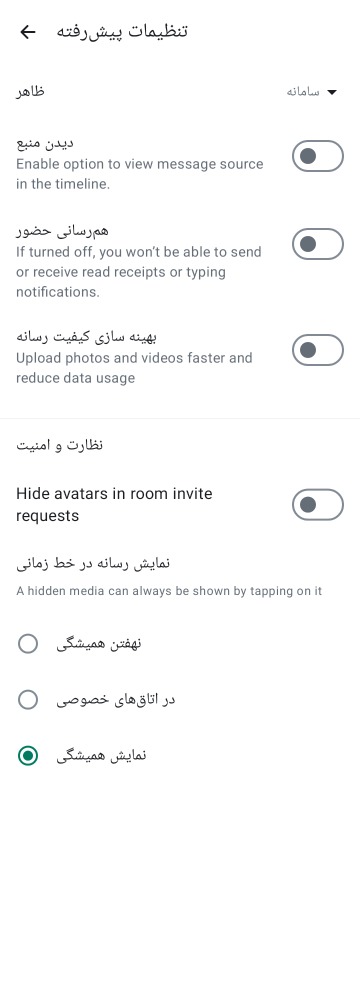 تنظیمات پیش‌رفته
ظاهر
سامانه
دیدن منبع
Enable option to view message source
in the timeline.
هم‌رسانی حضور
If turned off, you won’t be able to send
or receive read receipts or typing
notifications.
بهینه سازی کیفیت رسانه
Upload photos and videos faster and
reduce data usage
نظارت و امنیت
Hide avatars in room invite
requests
نمایش رسانه در خط زمانی
A hidden media can always be shown by tapping on it
نهفتن همیشگی
در اتاق‌های خصوصی
نمایش همیشگی